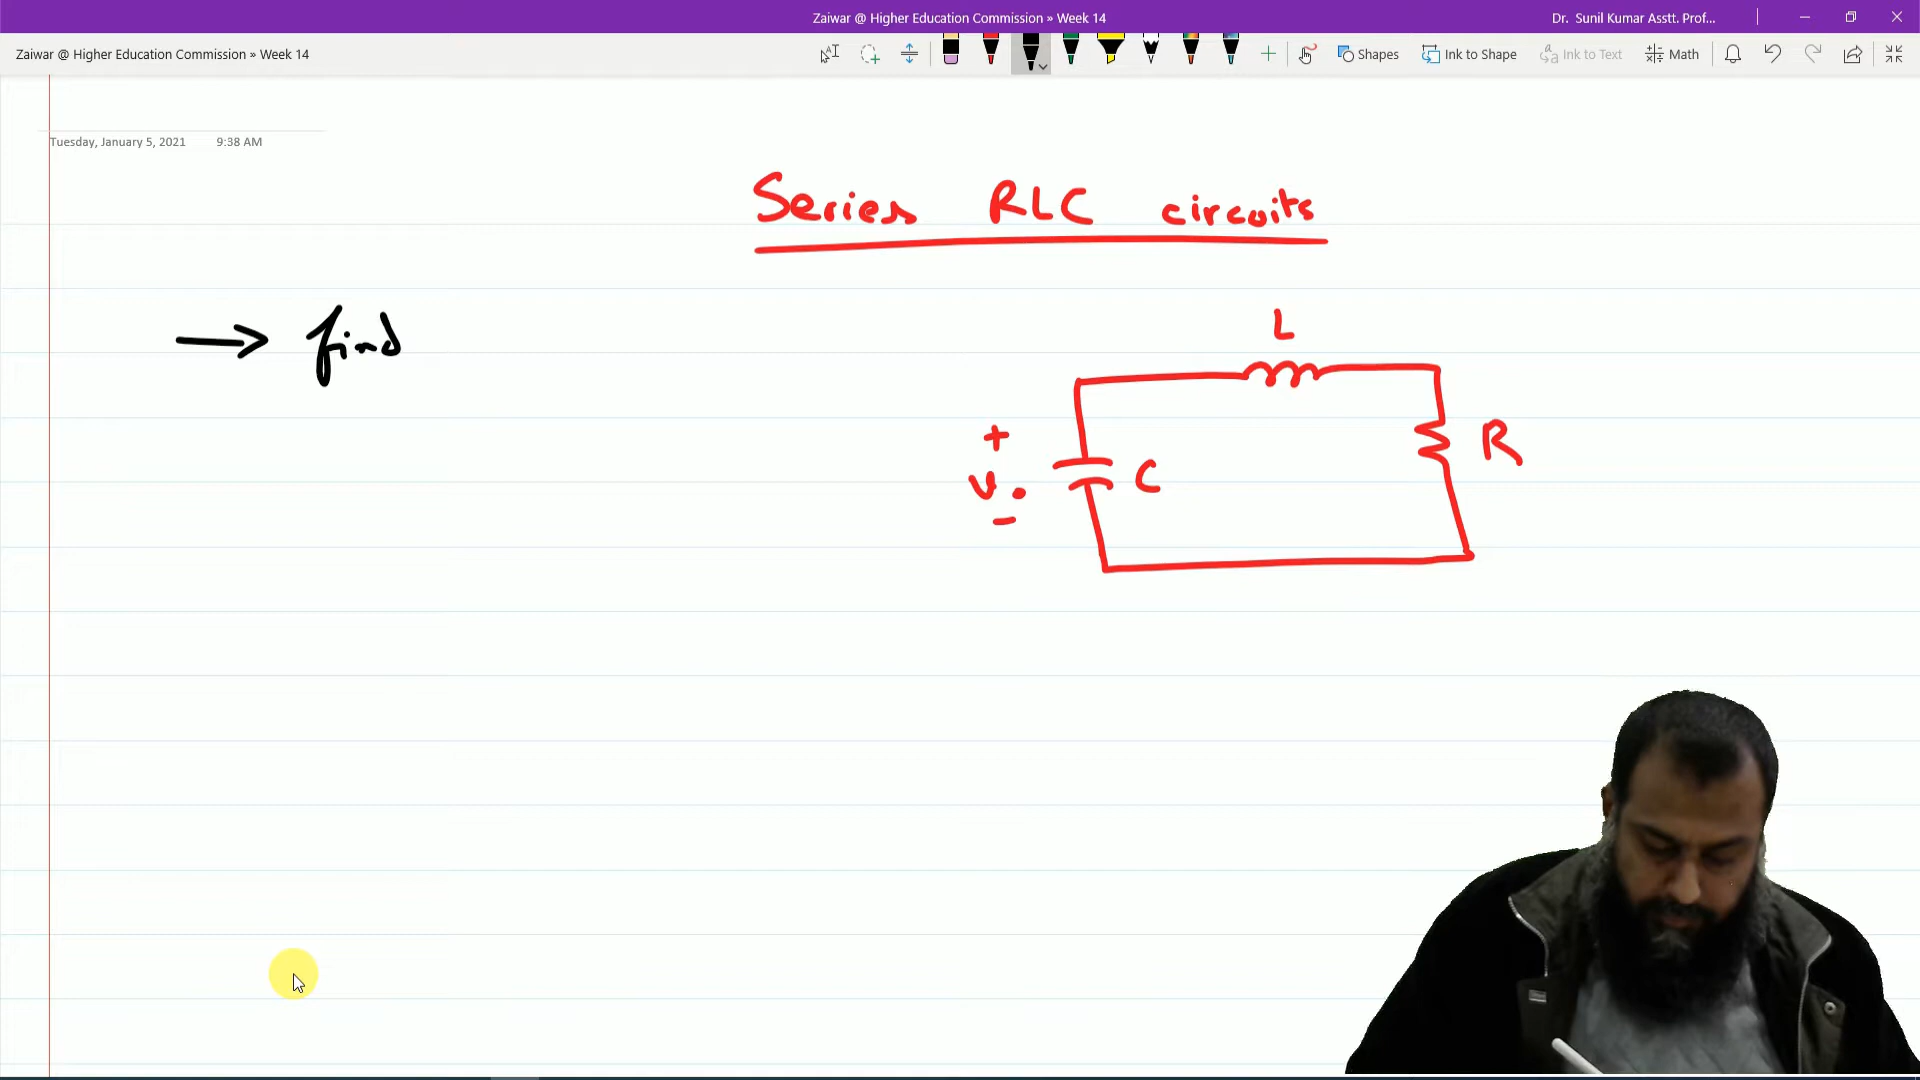 Zaiwar @ Higher Education Commission » Week 14
Dr. Sunil Kumar Asstt. Prof...
Zaiwar @ Higher Education Commission » Week 14
Shapes
Ink to Shape
Ink to Text
Math
Tuesday, January 5, 2021 9:38 AM
Series RLC circuits
→ find
L
+
V.
-
C
R